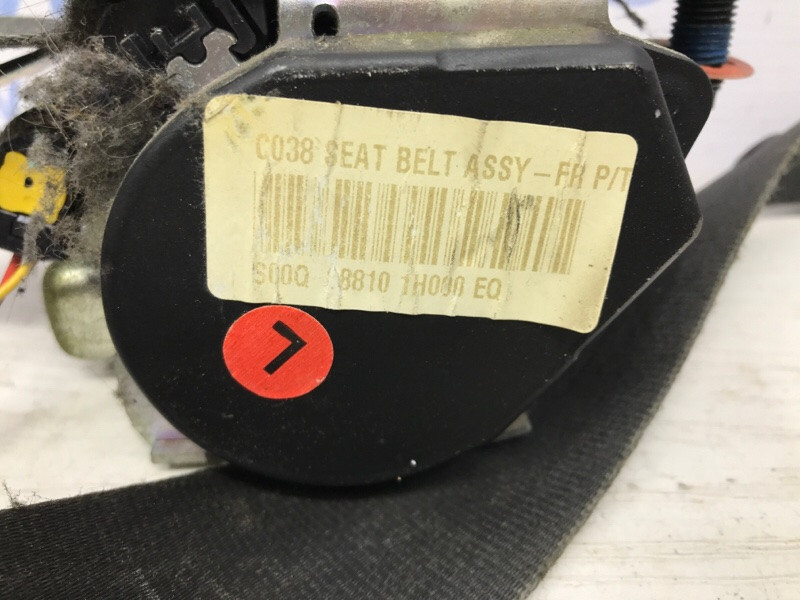 C038 SEAT BELT ASSY-FR P/T
S00Q 8810 1H000 EQ
L